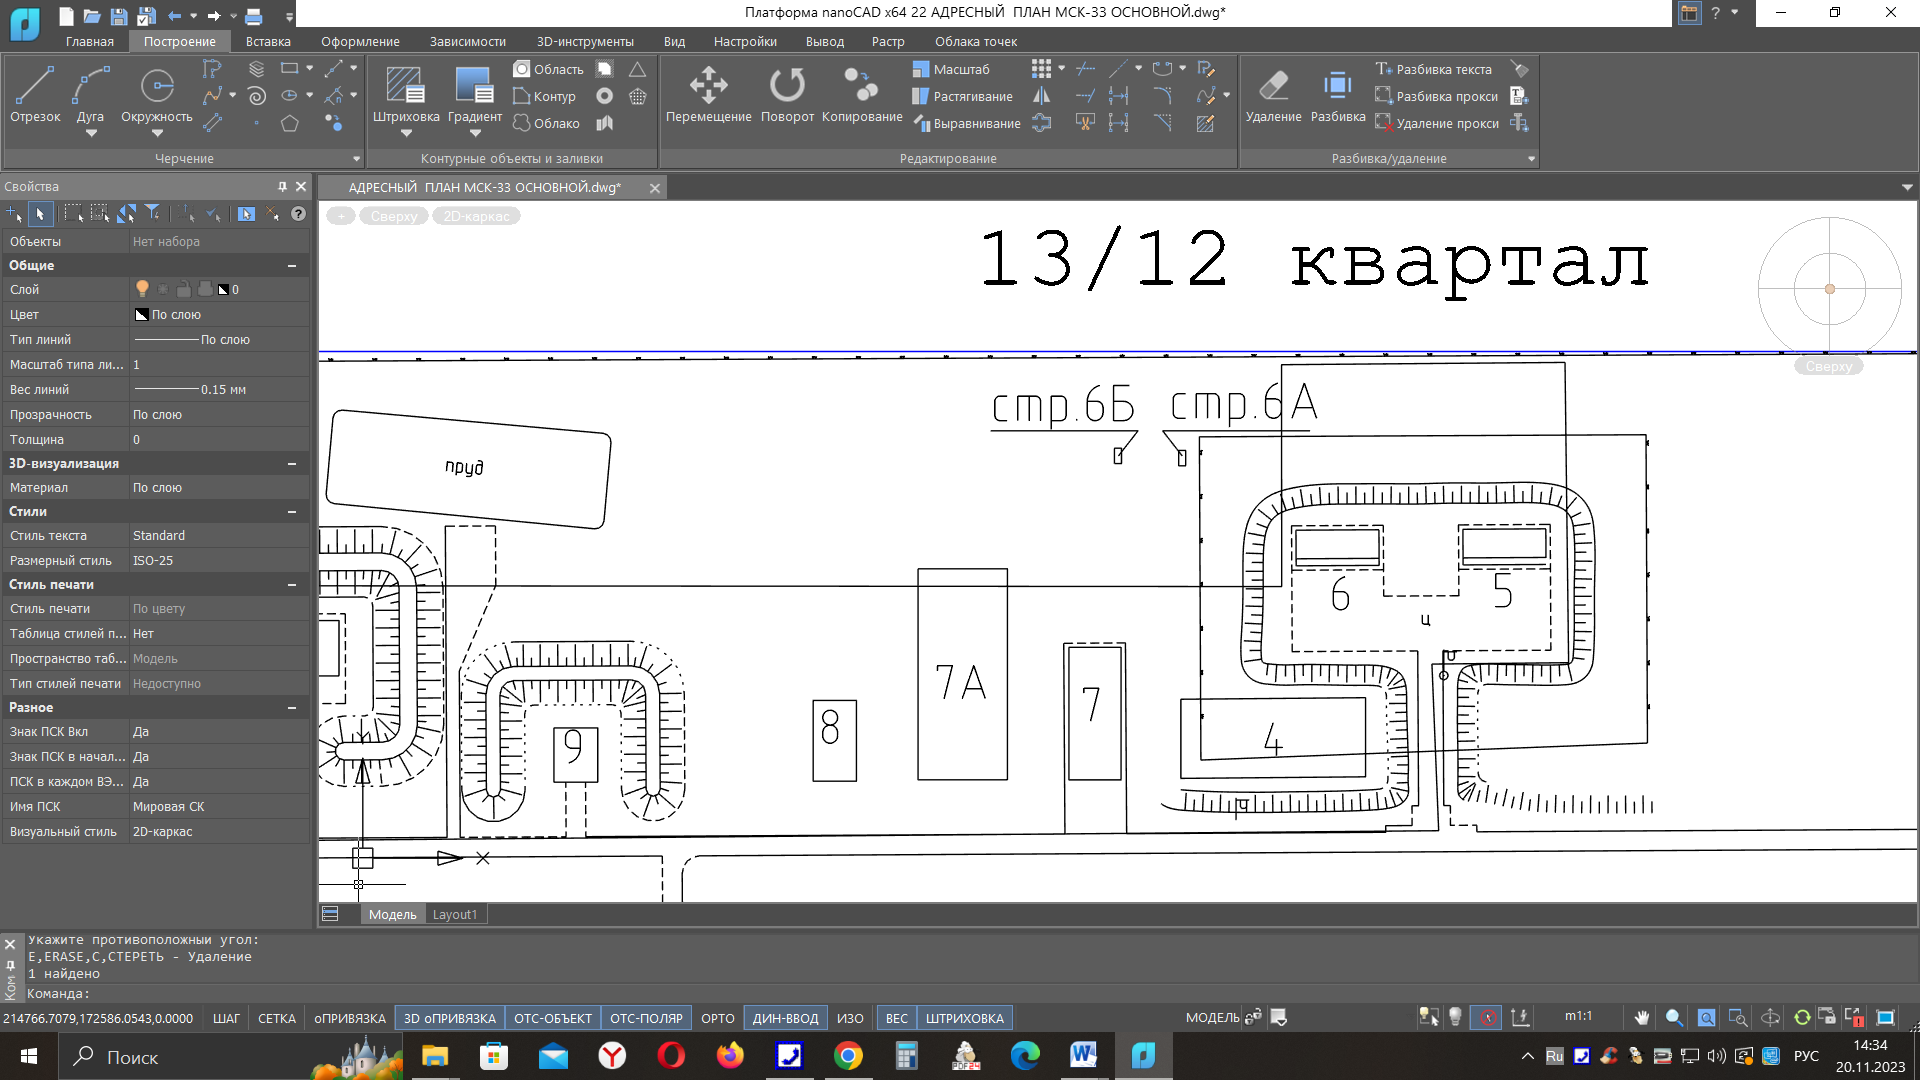 Платформа nanoCAD x64 22 АДРЕСНЫЙ ПЛАН МСК-33 ОСНОВНОЙ.dwg*
Главная Построение Вставка Оформление Зависимости 3D-инструменты Вид Настройки Вывод Растр Облака точек
Отрезок Дуга Окружность
Черчение
Штриховка Градиент
Область
Контур
Облако
Контурные объекты и заливки
Перемещение Поворот Копирование
Масштаб
Растягивание
Выравнивание
Редактирование
Удаление Разбивка
Разбивка текста
Разбивка прокси
Удаление прокси
Разбивка/удаление
Свойства
АДРЕСНЫЙ ПЛАН МСК-33 ОСНОВНОЙ.dwg*
Объекты Нет набора
Общие
Слой 0
Цвет По слою
Тип линий По слою
Масштаб типа ли... 1
Вес линий 0.15 мм
Прозрачность По слою
Толщина 0
3D-визуализация
Материал По слою
Стили
Стиль текста Standard
Размерный стиль ISO-25
Стиль печати
Стиль печати По цвету
Таблица стилей п... Нет
Пространство таб... Модель
Тип стилей печати Недоступно
Разное
Знак ПСК Вкл Да
Знак ПСК в начал... Да
ПСК в каждом ВЭ... Да
Имя ПСК Мировая СК
Визуальный стиль 2D-каркас
+ Сверху 2D-каркас
13/12 квартал
Сверху
стр.6Б стр.6А
пруд
6 5
ц
7А 7
8
9
4
Модель Layout1
Ком
Укажите противоположный угол:
E,ERASE,С,СТЕРЕТЬ - Удаление
1 найдено
Команда:
214766.7079,172586.0543,0.0000 ШАГ СЕТКА оПРИВЯЗКА 3D оПРИВЯЗКА ОТС-ОБЪЕКТ ОТС-ПОЛЯР ОРТО ДИН-ВВОД ИЗО ВЕС ШТРИХОВКА МОДЕЛЬ m1:1
Поиск
PDF24
Ru
РУС
14:34
20.11.2023